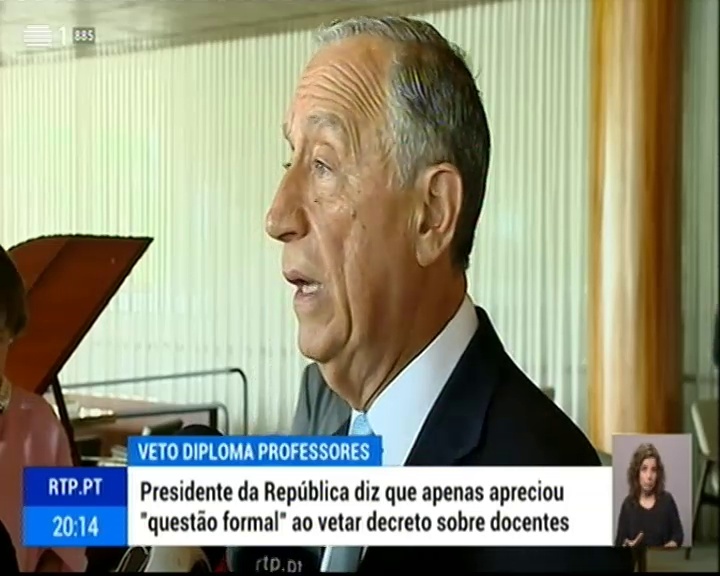 1 885
VETO DIPLOMA PROFESSORES
RTP.PT
Presidente da República diz que apenas apreciou
20:14
"questão formal" ao vetar decreto sobre docentes
rtp.pt